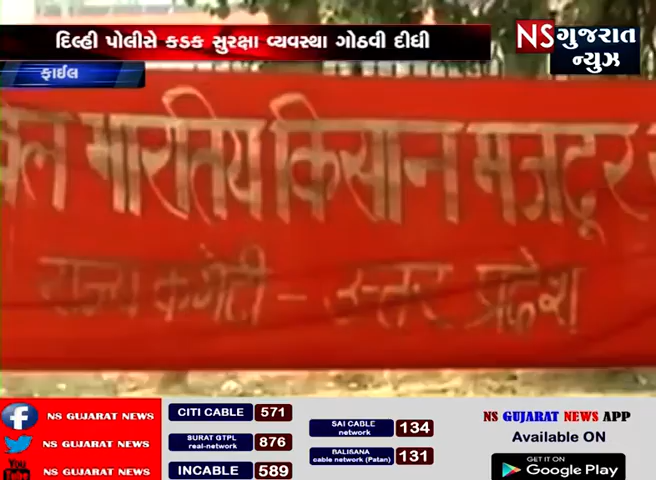 દિલ્હી પોલીસે કડક સુરક્ષા વ્યવસ્થા ગોઠવી દીધી
NS ગુજરાત
ન્યુઝ
ફાઈલ
भारतिय किसान मजदूर
राज्य कमेटी - उत्तर प्रदेश
NS GUJARAT NEWS
NS GUJARAT NEWS
You Tube NS GUJARAT NEWS
CITI CABLE 571
SURAT GTPL real-network 876
INCABLE 589
SAI CABLE network 134
BALISANA cable network (Patan) 131
NS GUJARAT NEWS APP
Available ON
GET IT ON
Google Play